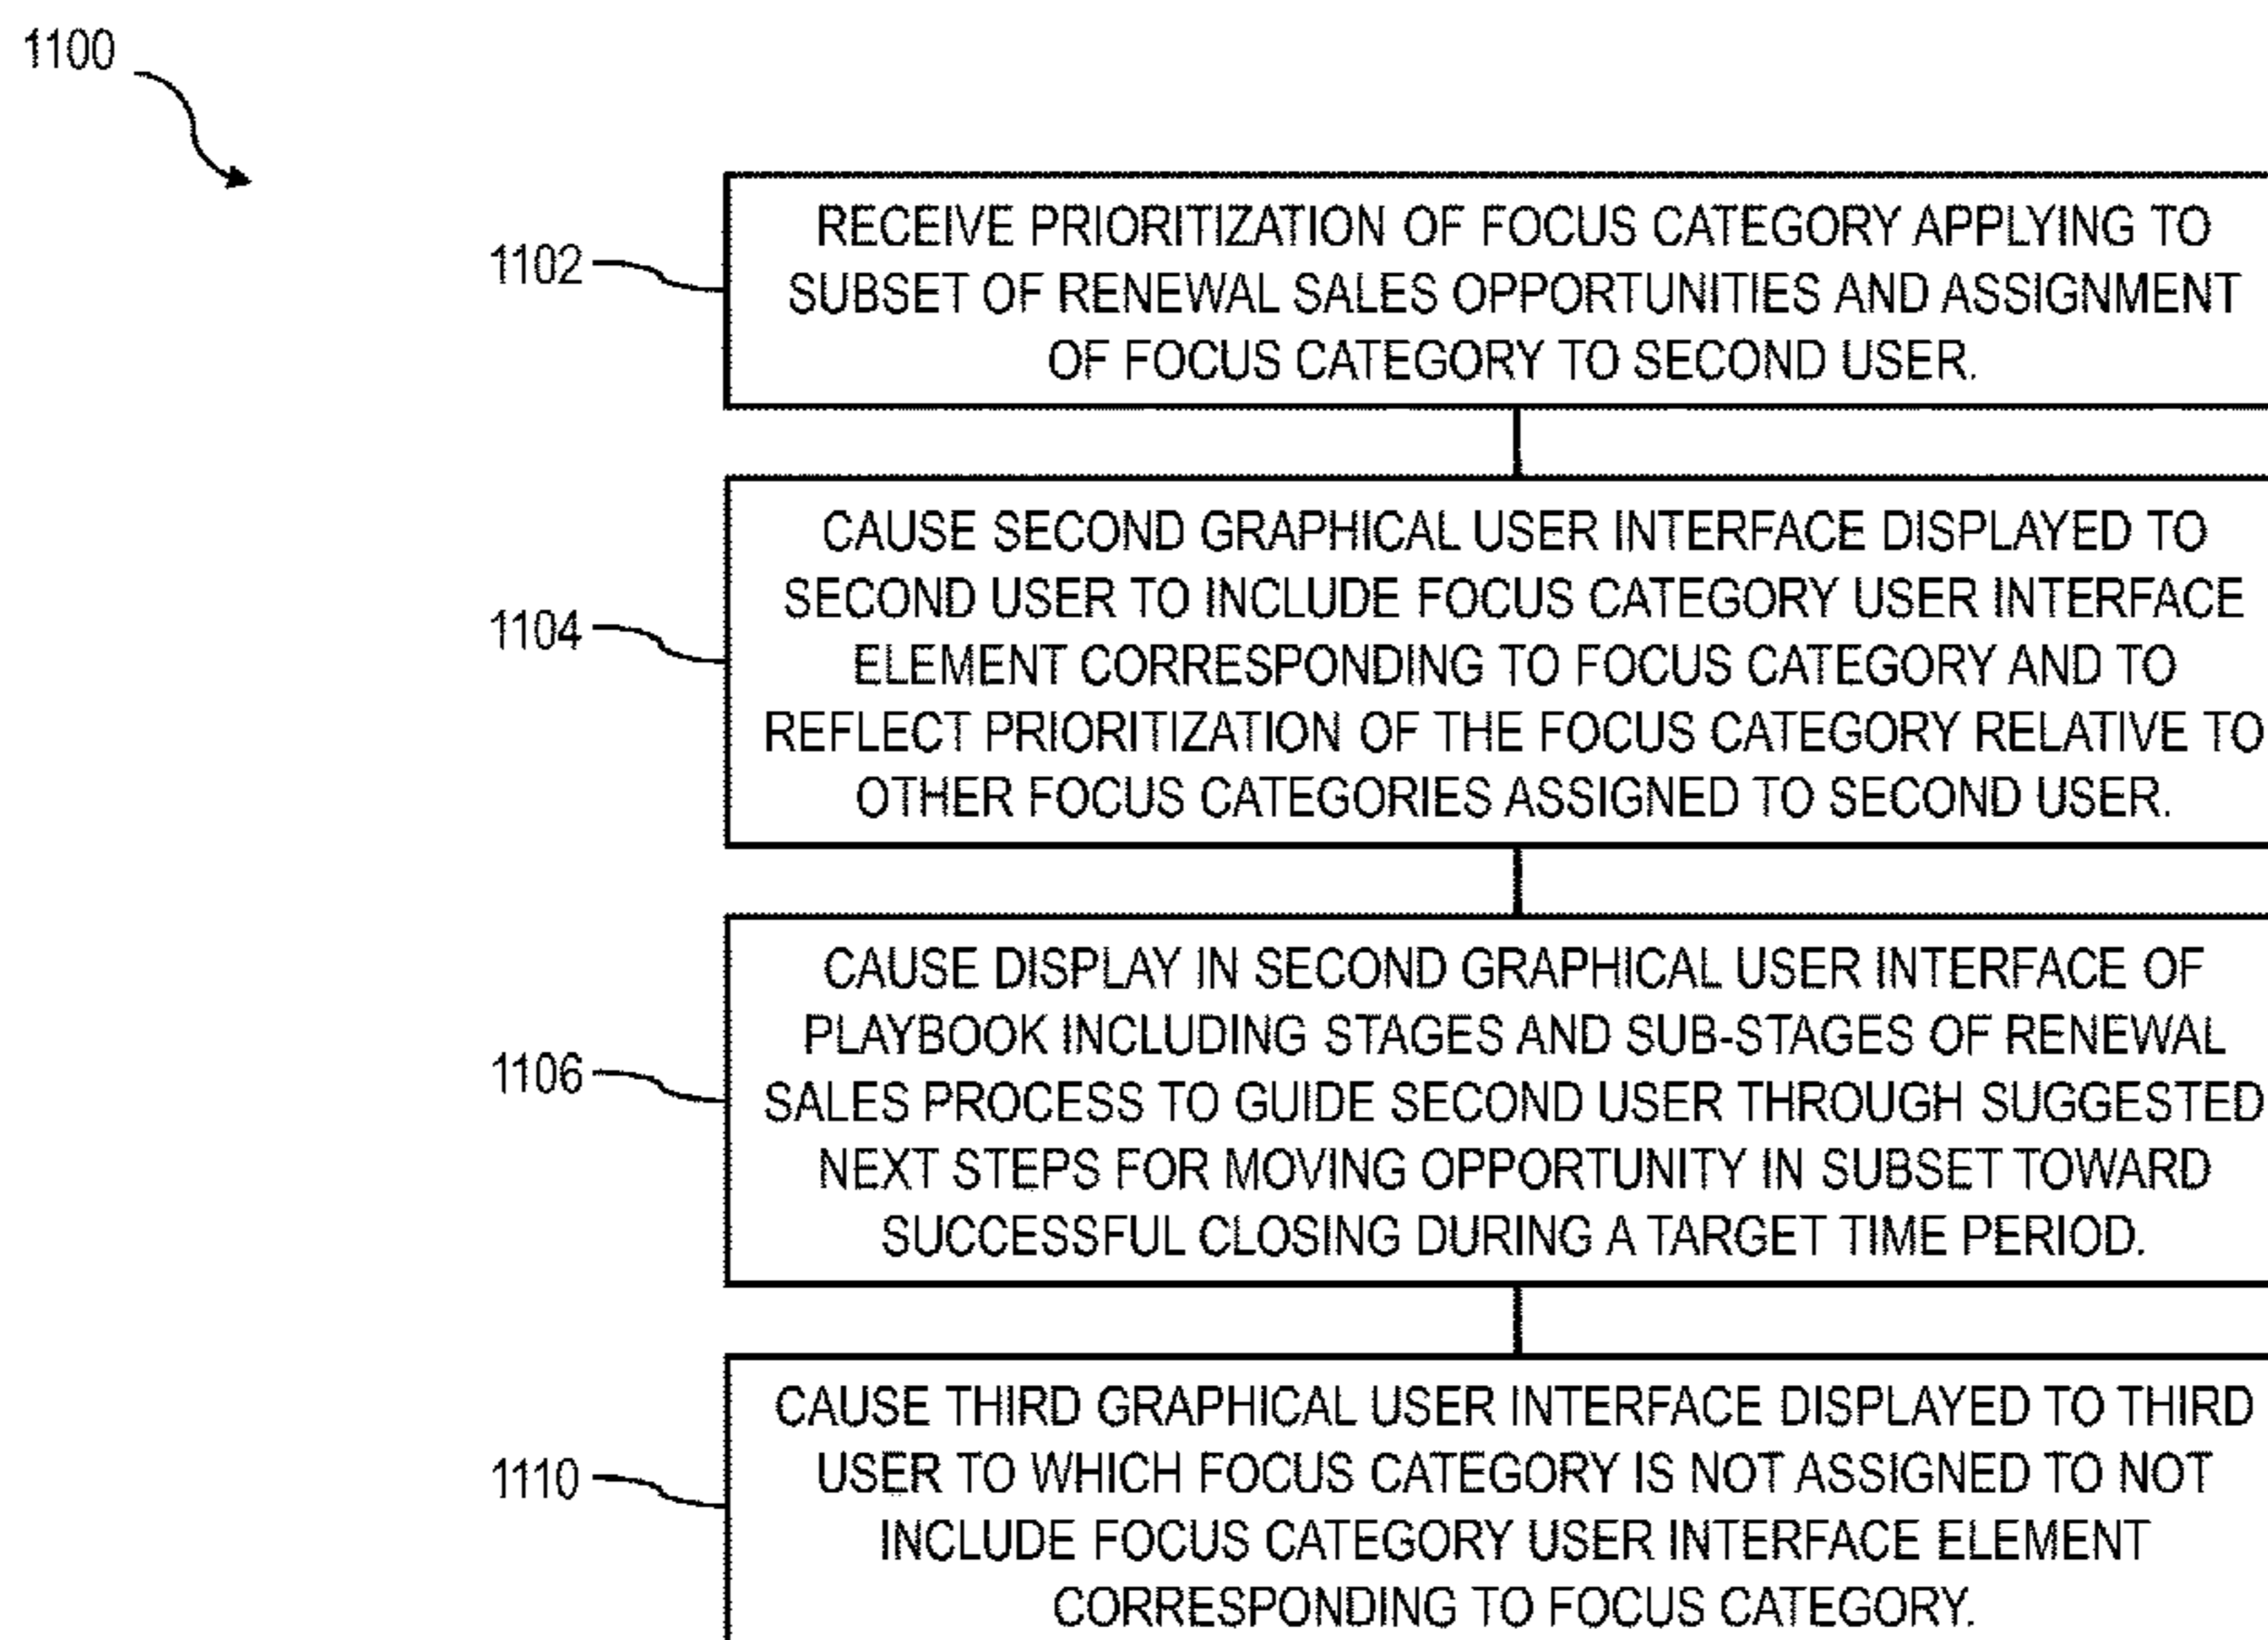 1100
1102
RECEIVE PRIORITIZATION OF FOCUS CATEGORY APPLYING TO
SUBSET OF RENEWAL SALES OPPORTUNITIES AND ASSIGNMENT
OF FOCUS CATEGORY TO SECOND USER.
1104
CAUSE SECOND GRAPHICAL USER INTERFACE DISPLAYED TO
SECOND USER TO INCLUDE FOCUS CATEGORY USER INTERFACE
ELEMENT CORRESPONDING TO FOCUS CATEGORY AND TO
REFLECT PRIORITIZATION OF THE FOCUS CATEGORY RELATIVE TO
OTHER FOCUS CATEGORIES ASSIGNED TO SECOND USER.
1106
CAUSE DISPLAY IN SECOND GRAPHICAL USER INTERFACE OF
PLAYBOOK INCLUDING STAGES AND SUB-STAGES OF RENEWAL
SALES PROCESS TO GUIDE SECOND USER THROUGH SUGGESTED
NEXT STEPS FOR MOVING OPPORTUNITY IN SUBSET TOWARD
SUCCESSFUL CLOSING DURING A TARGET TIME PERIOD.
1110
CAUSE THIRD GRAPHICAL USER INTERFACE DISPLAYED TO THIRD
USER TO WHICH FOCUS CATEGORY IS NOT ASSIGNED TO NOT
INCLUDE FOCUS CATEGORY USER INTERFACE ELEMENT
CORRESPONDING TO FOCUS CATEGORY.